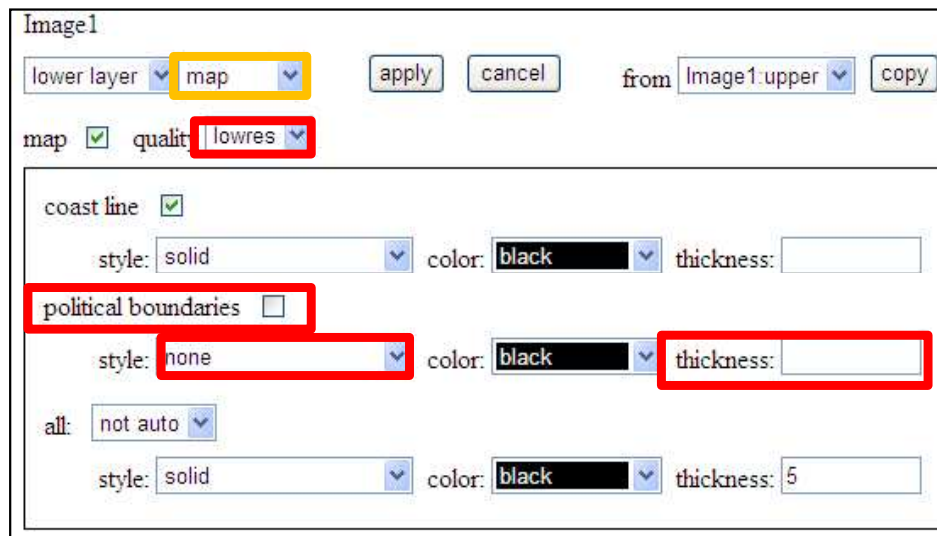 Image1
lower layer map apply cancel from Image1:upper copy
map quality lowres
coast line
style: solid color: black thickness:
political boundaries
style: none color: black thickness:
all: not auto
style: solid color: black thickness: 5